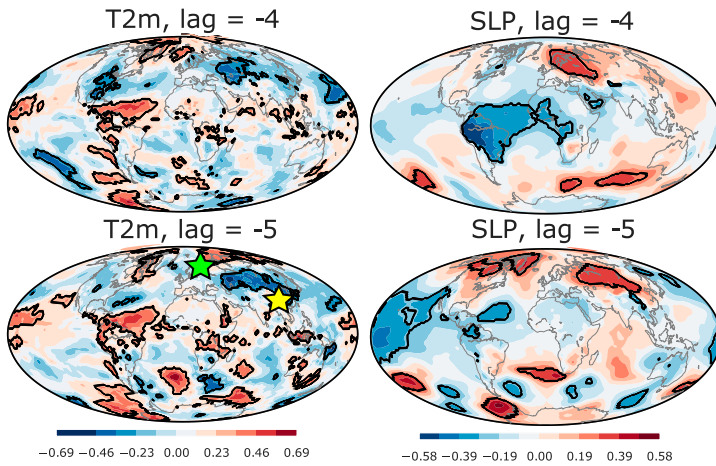 T2m, lag = -4
SLP, lag = -4
T2m, lag = -5
SLP, lag = -5
−0.69 −0.46 −0.23 0.00 0.23 0.46 0.69
−0.58 −0.39 −0.19 0.00 0.19 0.39 0.58